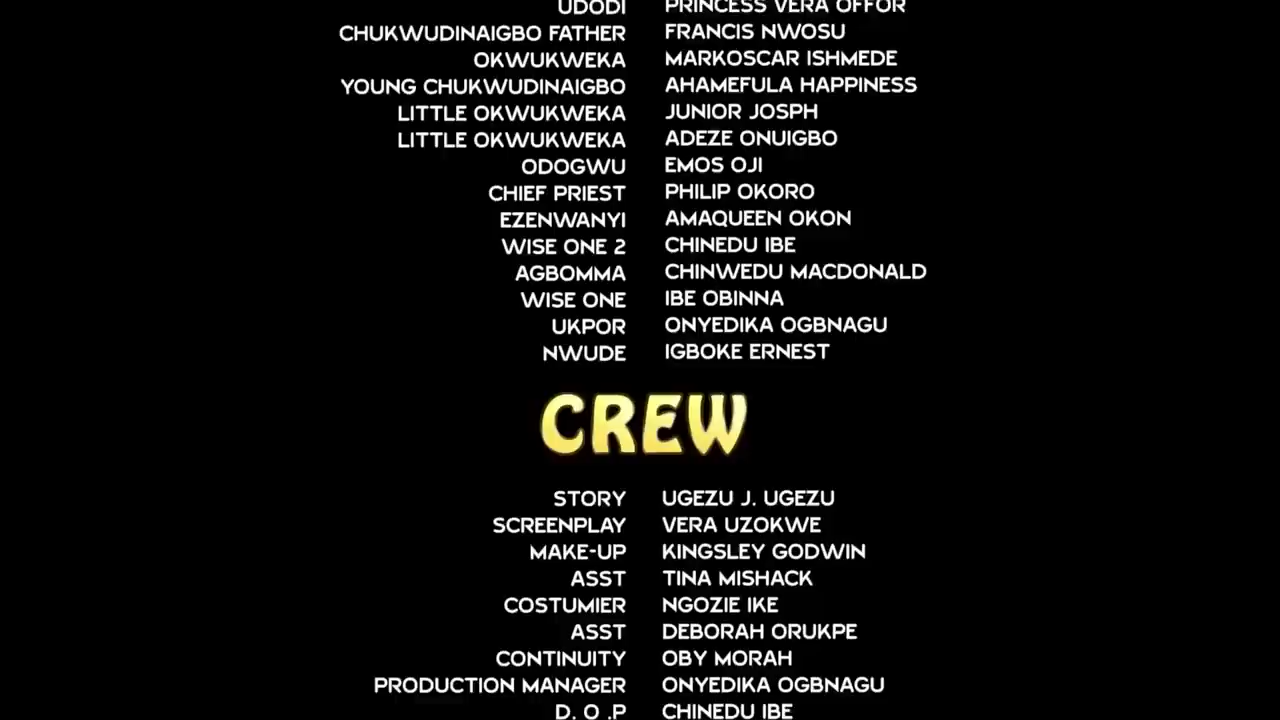 UDODI PRINCESS VERA OFFOR
CHUKWUDINAIGBO FATHER FRANCIS NWOSU
OKWUKWEKA MARKOSCAR ISHMEDE
YOUNG CHUKWUDINAIGBO AHAMEFULA HAPPINESS
LITTLE OKWUKWEKA JUNIOR JOSPH
LITTLE OKWUKWEKA ADEZE ONUIGBO
ODOGWU EMOS OJI
CHIEF PRIEST PHILIP OKORO
EZENWANYI AMAQUEEN OKON
WISE ONE 2 CHINEDU IBE
AGBOMMA CHINWEDU MACDONALD
WISE ONE IBE OBINNA
UKPOR ONYEDIKA OGBNAGU
NWUDE IGBOKE ERNEST
CREW
STORY UGEZU J. UGEZU
SCREENPLAY VERA UZOKWE
MAKE-UP KINGSLEY GODWIN
ASST TINA MISHACK
COSTUMIER NGOZIE IKE
ASST DEBORAH ORUKPE
CONTINUITY OBY MORAH
PRODUCTION MANAGER ONYEDIKA OGBNAGU
D. O .P CHINEDU IBE